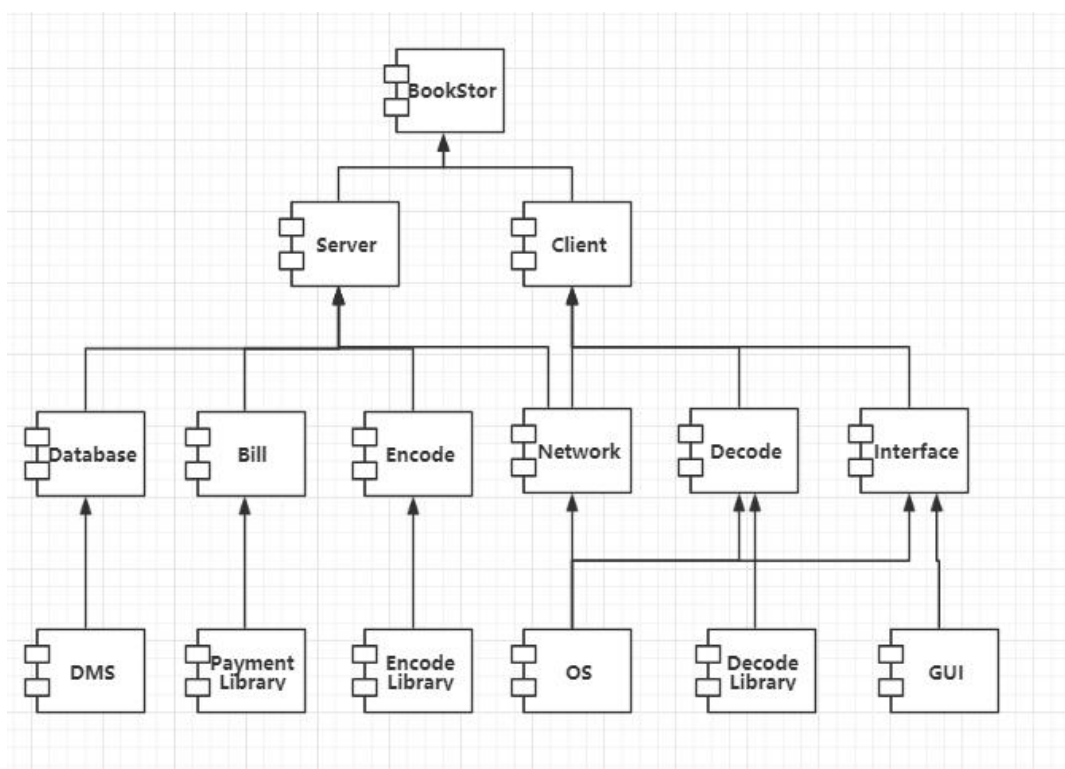 BookStor
Server
Client
Database
Bill
Encode
Network
Decode
Interface
DMS
Payment
Library
Encode
Library
OS
Decode
Library
GUI